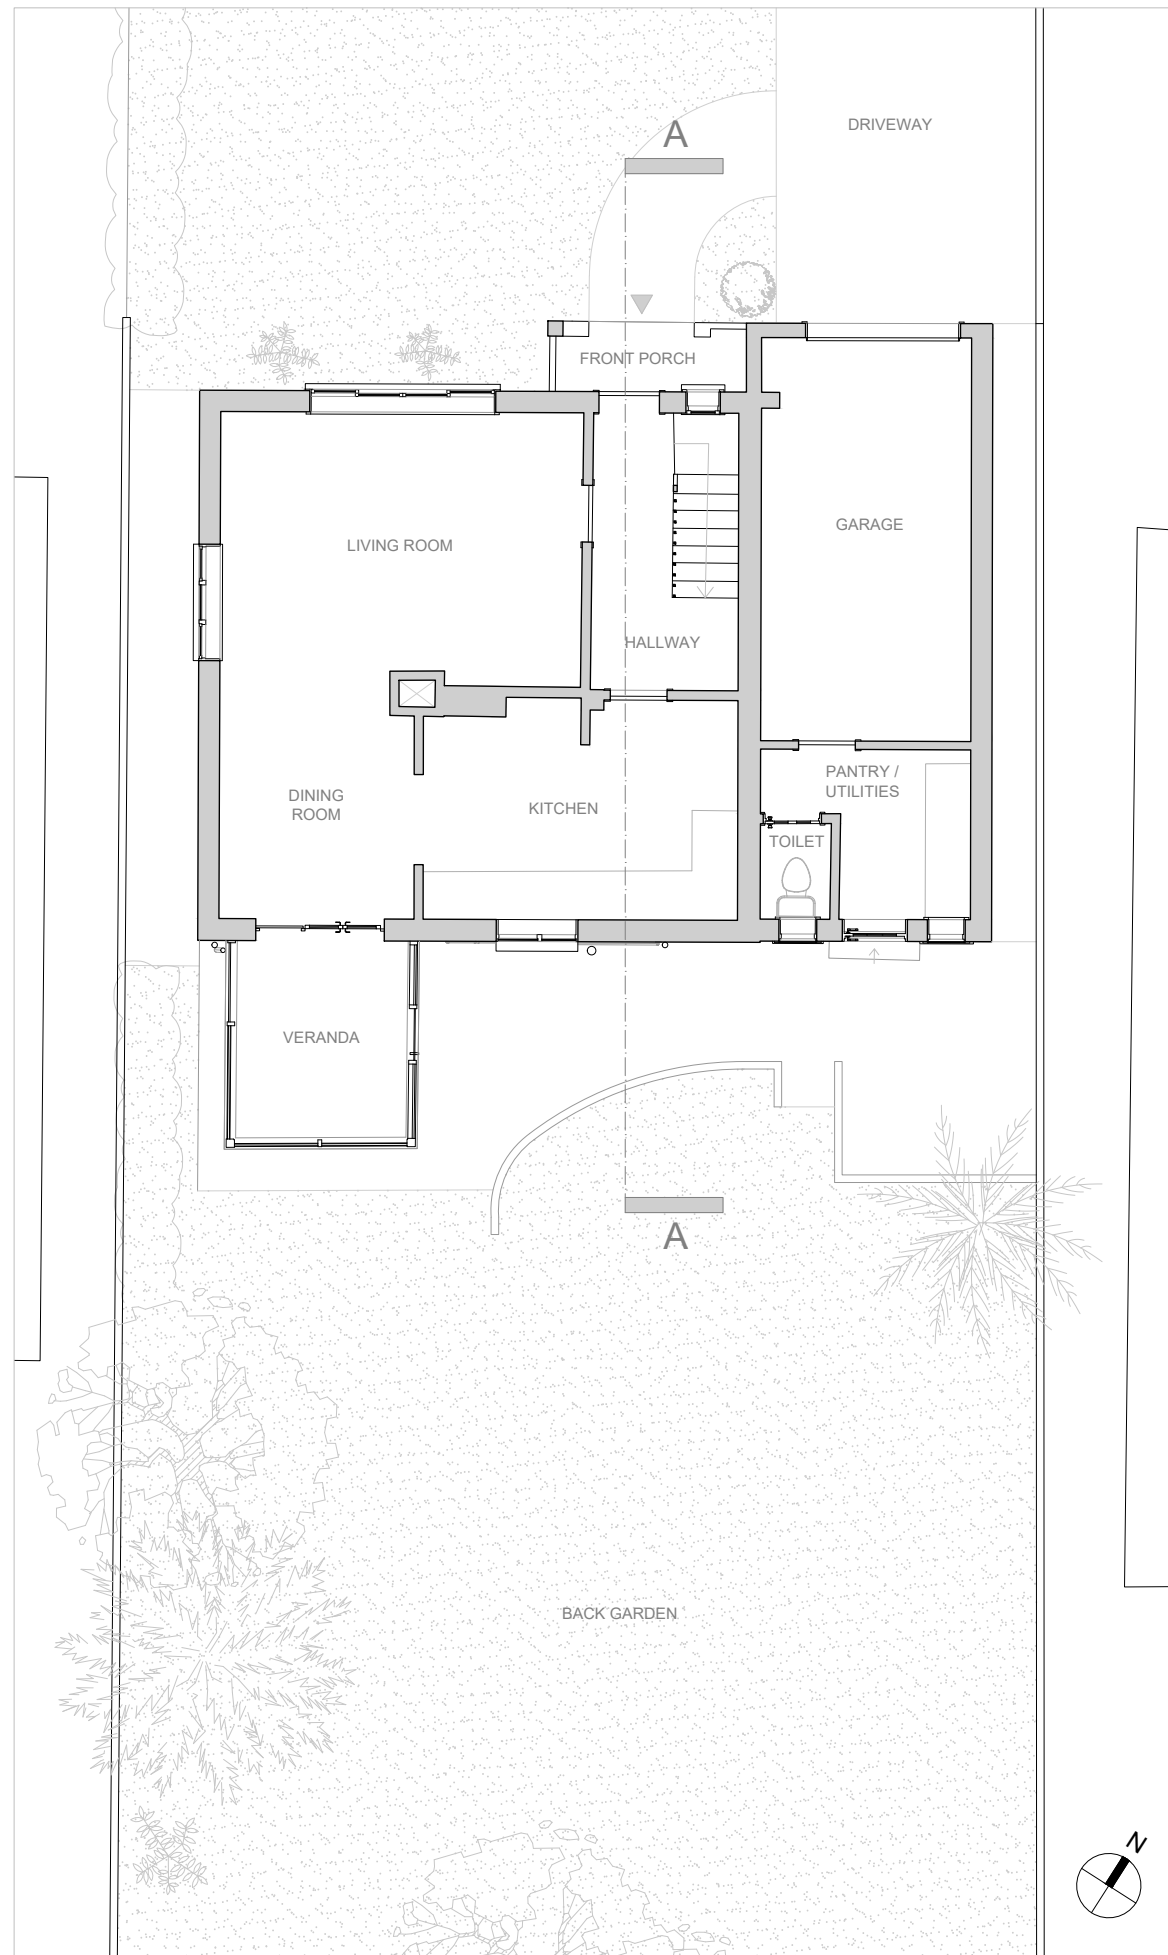 DRIVEWAY
A
FRONT PORCH
GARAGE
LIVING ROOM
HALLWAY
PANTRY /
UTILITIES
DINING
ROOM
KITCHEN
TOILET
VERANDA
A
BACK GARDEN
N